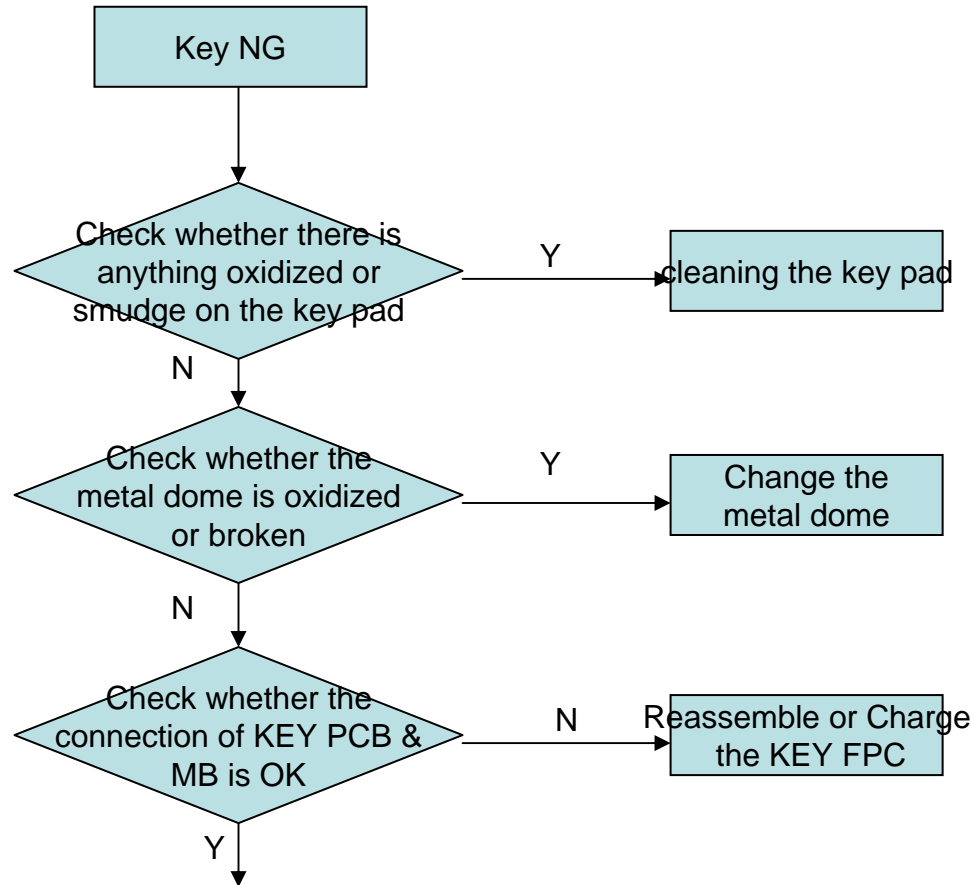 Key NG
Check whether there is
anything oxidized or
smudge on the key pad
Y
cleaning the key pad
N
Check whether the
metal dome is oxidized
or broken
Y
Change the
metal dome
N
Check whether the
connection of KEY PCB &
MB is OK
N
Reassemble or Charge
the KEY FPC
Y